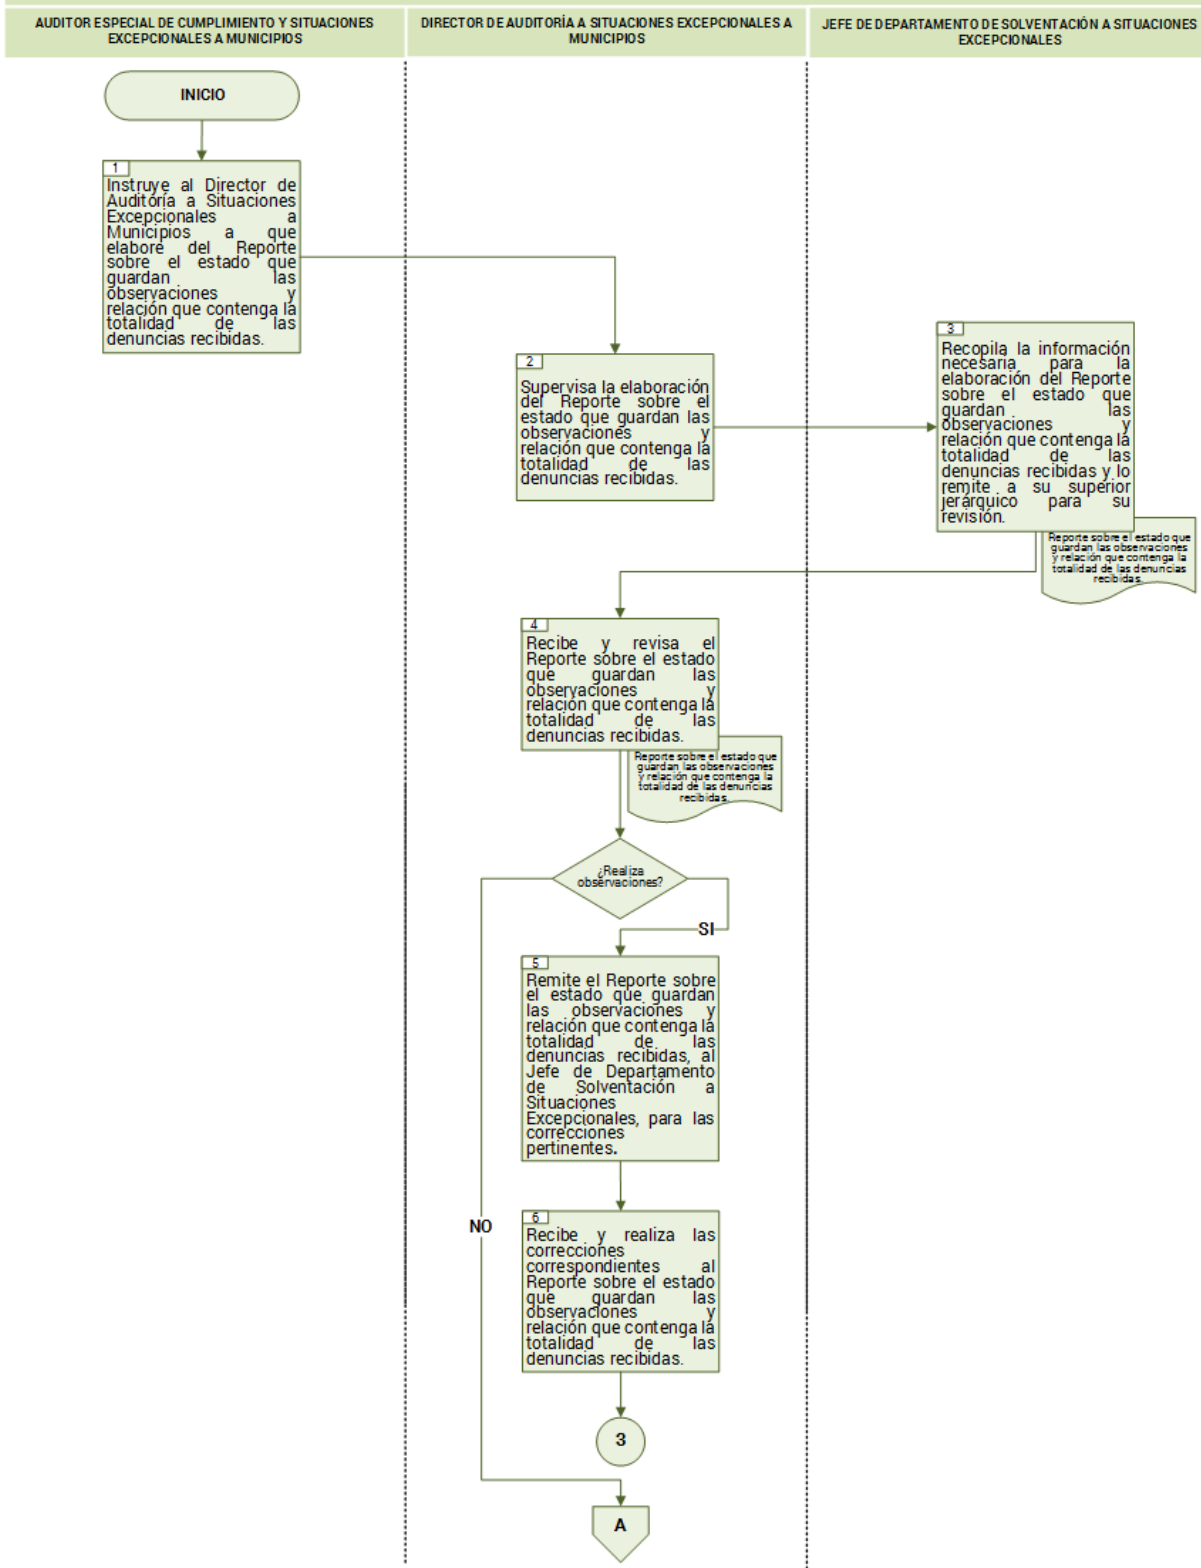 AUDITOR ESPECIAL DE CUMPLIMIENTO Y SITUACIONES
EXCEPCIONALES A MUNICIPIOS
DIRECTOR DE AUDITORÍA A SITUACIONES EXCEPCIONALES A
MUNICIPIOS
JEFE DE DEPARTAMENTO DE SOLVENTACIÓN A SITUACIONES
EXCEPCIONALES
INICIO
1
Instruye al Director de
Auditoría a Situaciones
Excepcionales a
Municipios a que
elabore del Reporte
sobre el estado que
guardan las
observaciones y
relación que contenga la
totalidad de las
denuncias recibidas.
2
Supervisa la elaboración
del Reporte sobre el
estado que guardan las
observaciones y
relación que contenga la
totalidad de las
denuncias recibidas.
3
Recopila la información
necesaria para la
elaboración del Reporte
sobre el estado que
guardan las
observaciones y
relación que contenga la
totalidad de las
denuncias recibidas y lo
remite a su superior
jerárquico para su
revisión.
Reporte sobre el estado que
guardan las observaciones
y relación que contenga la
totalidad de las denuncias
recibidas.
4
Recibe y revisa el
Reporte sobre el estado
que guardan las
observaciones y
relación que contenga la
totalidad de las
denuncias recibidas.
Reporte sobre el estado que
guardan las observaciones
y relación que contenga la
totalidad de las denuncias
recibidas.
¿Realiza
observaciones?
SI
5
Remite el Reporte sobre
el estado que guardan
las observaciones y
relación que contenga la
totalidad de las
denuncias recibidas, al
Jefe de Departamento
de Solventación a
Situaciones
Excepcionales, para las
correcciones
pertinentes.
NO
6
Recibe y realiza las
correcciones
correspondientes al
Reporte sobre el estado
que guardan las
observaciones y
relación que contenga la
totalidad de las
denuncias recibidas.
3
A